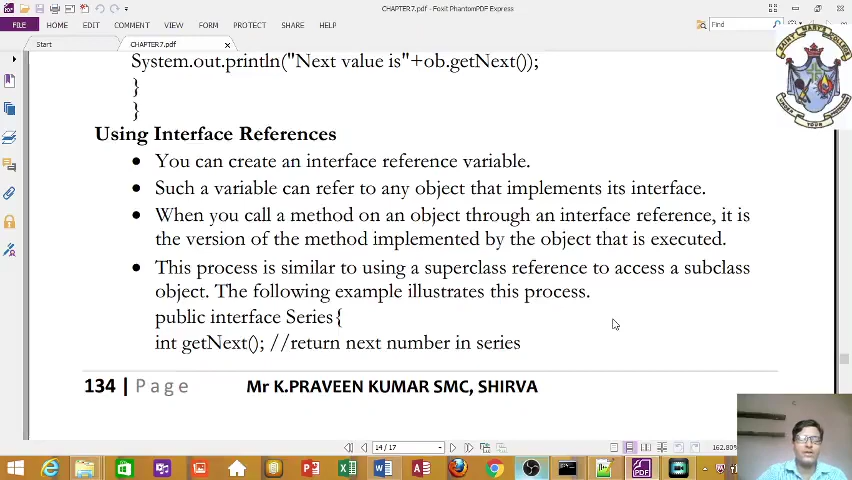 CHAPTER7.pdf - Foxit PhantomPDF Express
FILE HOME EDIT COMMENT VIEW FORM PROTECT SHARE HELP
Find
Start CHAPTER7.pdf
SAINT MARY'S COLLEGE
System.out.println("Next value is"+ob.getNext());
}
}
Using Interface References
• You can create an interface reference variable.
• Such a variable can refer to any object that implements its interface.
• When you call a method on an object through an interface reference, it is
the version of the method implemented by the object that is executed.
• This process is similar to using a superclass reference to access a subclass
object. The following example illustrates this process.
public interface Series{
int getNext(); //return next number in series
134 | Page Mr K.PRAVEEN KUMAR SMC, SHIRVA
14 / 17
162.80%